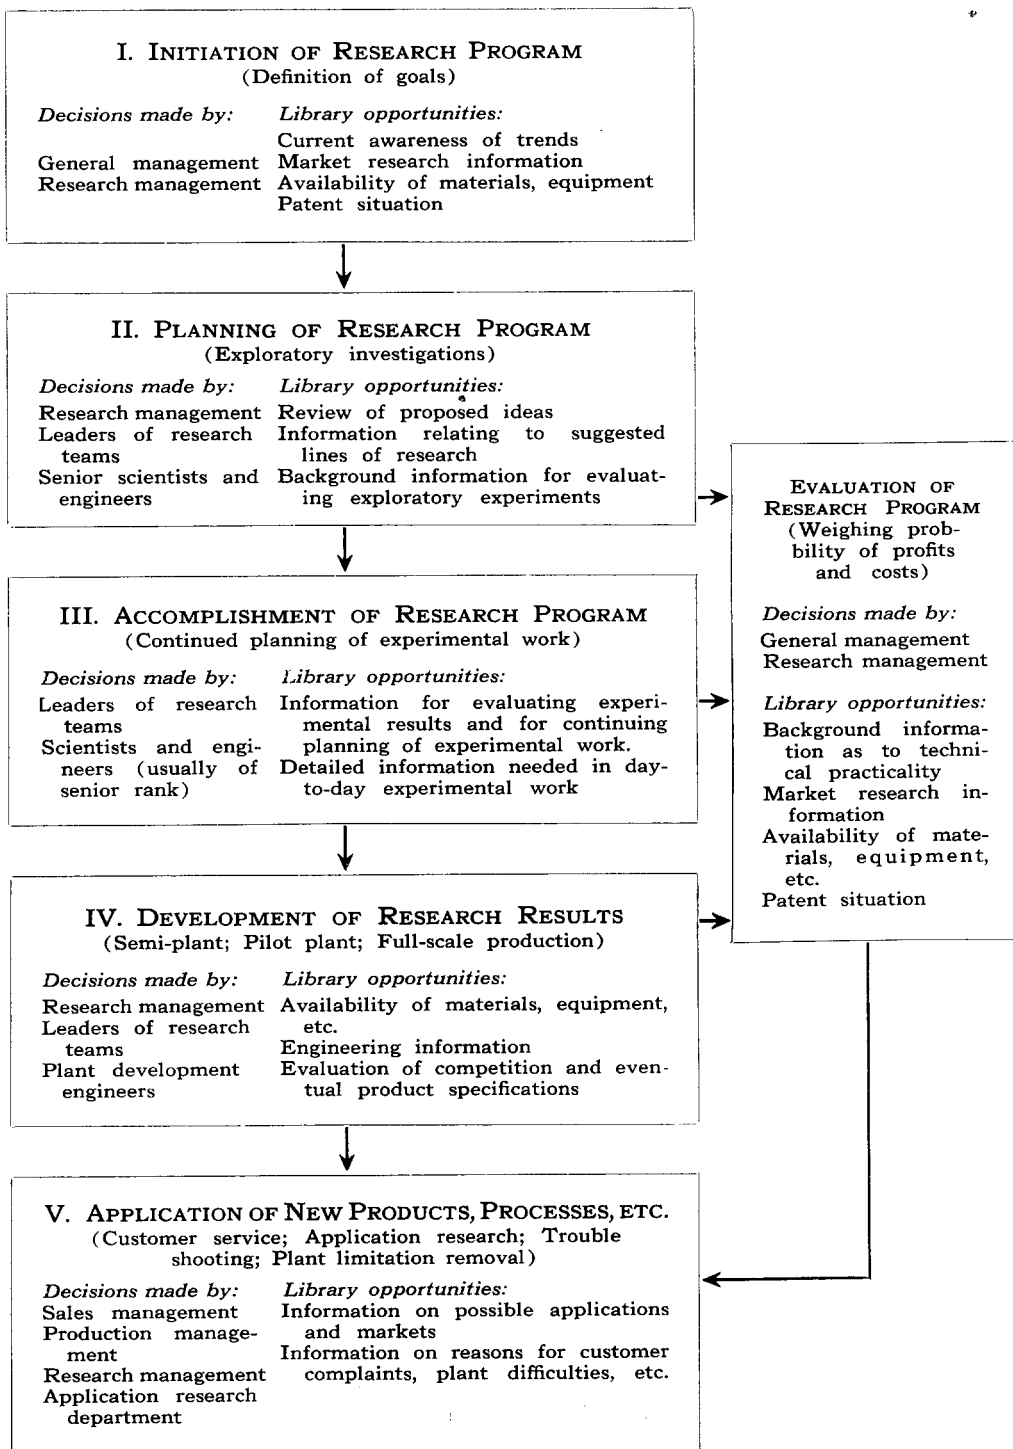 I. INITIATION OF RESEARCH PROGRAM
(Definition of goals)
Decisions made by:
General management
Research management
Library opportunities:
Current awareness of trends
Market research information
Availability of materials, equipment
Patent situation
II. PLANNING OF RESEARCH PROGRAM
(Exploratory investigations)
Decisions made by:
Research management
Leaders of research
teams
Senior scientists and
engineers
Library opportunities:
Review of proposed ideas
Information relating to suggested
lines of research
Background information for evaluat-
ing exploratory experiments
III. ACCOMPLISHMENT OF RESEARCH PROGRAM
(Continued planning of experimental work)
Decisions made by:
Leaders of research
teams
Scientists and engi-
neers (usually of
senior rank)
Library opportunities:
Information for evaluating experi-
mental results and for continuing
planning of experimental work.
Detailed information needed in day-
to-day experimental work
IV. DEVELOPMENT OF RESEARCH RESULTS
(Semi-plant; Pilot plant; Full-scale production)
Decisions made by:
Research management
Leaders of research
teams
Plant development
engineers
Library opportunities:
Availability of materials, equipment,
etc.
Engineering information
Evaluation of competition and even-
tual product specifications
EVALUATION OF
RESEARCH PROGRAM
(Weighing prob-
bility of profits
and costs)
Decisions made by:
General management
Research management
Library opportunities:
Background informa-
tion as to techni-
cal practicality
Market research in-
formation
Availability of mate-
rials, equipment,
etc.
Patent situation
V. APPLICATION OF NEW PRODUCTS, PROCESSES, ETC.
(Customer service; Application research; Trouble
shooting; Plant limitation removal)
Decisions made by:
Sales management
Production manage-
ment
Research management
Application research
department
Library opportunities:
Information on possible applications
and markets
Information on reasons for customer
complaints, plant difficulties, etc.